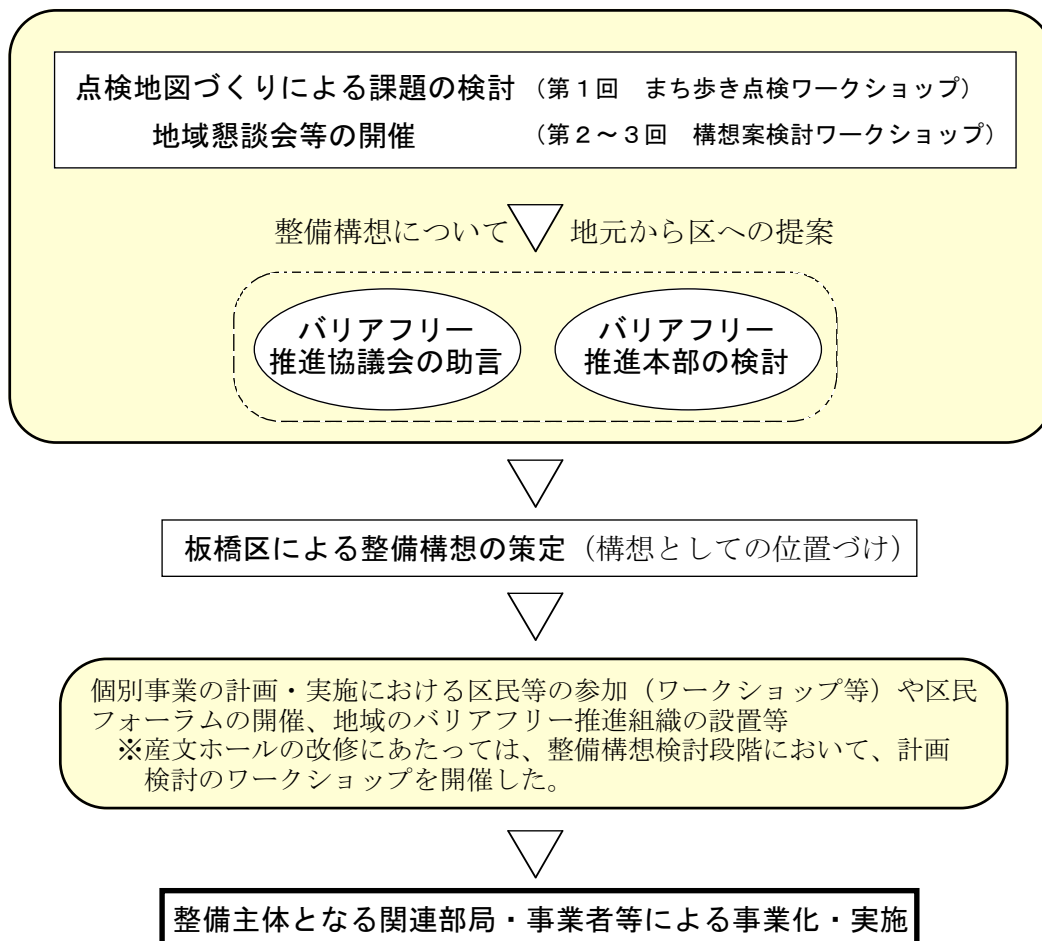 点検地図づくりによる課題の検討（第１回　まち歩き点検ワークショップ）
地域懇談会等の開催　（第２～３回　構想案検討ワークショップ）
整備構想について　地元から区への提案
バリアフリー
推進協議会の助言
バリアフリー
推進本部の検討
板橋区による整備構想の策定（構想としての位置づけ）
個別事業の計画・実施における区民等の参加（ワークショップ等）や区民
フォーラムの開催、地域のバリアフリー推進組織の設置等
※産文ホールの改修にあたっては、整備構想検討段階において、計画
検討のワークショップを開催した。
整備主体となる関連部局・事業者等による事業化・実施